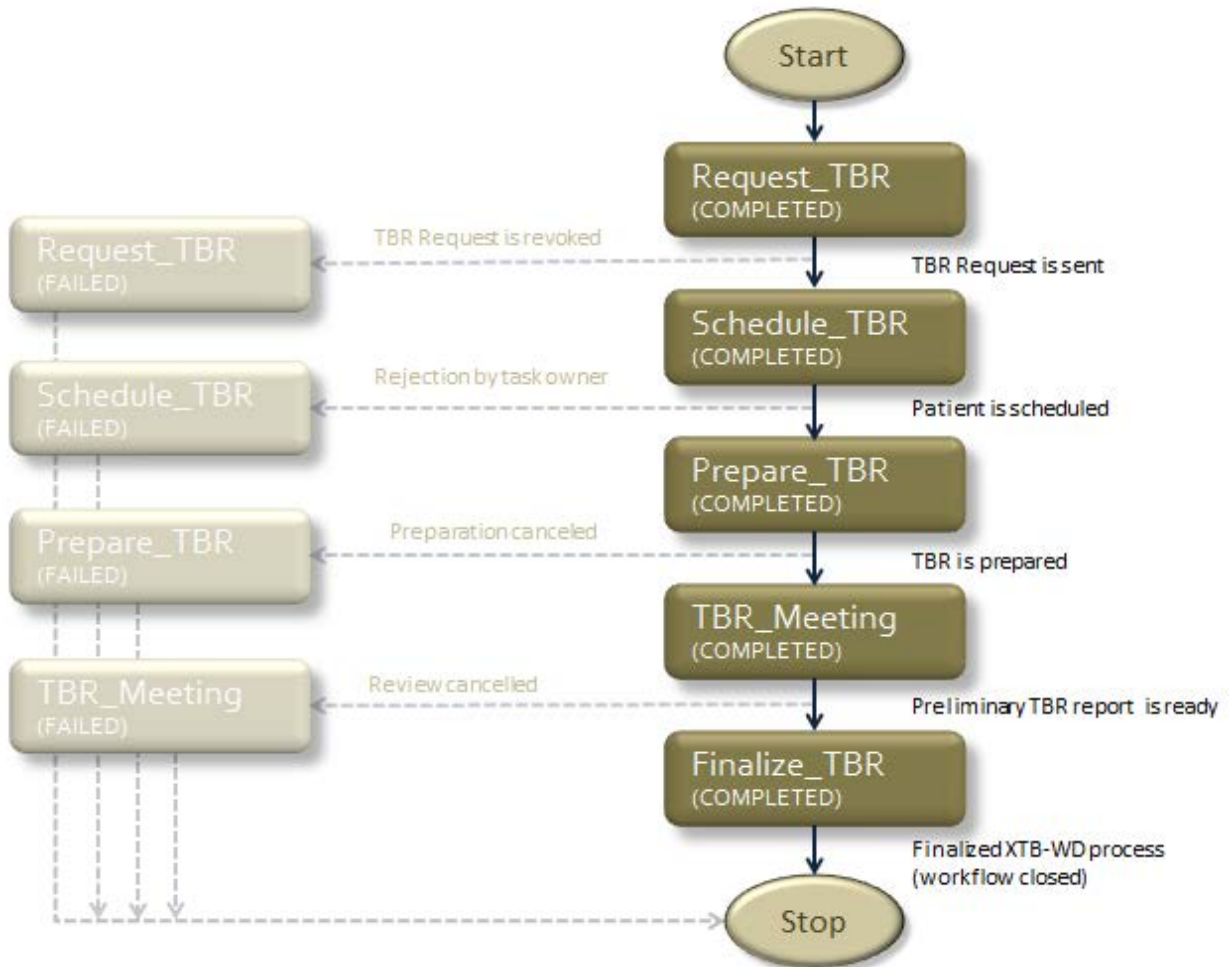 Start
Request_TBR
(COMPLETED)
TBR Request is revoked
Request_TBR
(FAILED)
TBR Request is sent
Schedule_TBR
(COMPLETED)
Rejection by task owner
Schedule_TBR
(FAILED)
Patient is scheduled
Prepare_TBR
(COMPLETED)
Preparation canceled
Prepare_TBR
(FAILED)
TBR is prepared
TBR_Meeting
(COMPLETED)
Review cancelled
TBR_Meeting
(FAILED)
Preliminary TBR report is ready
Finalize_TBR
(COMPLETED)
Finalized XTB-WD process
(workflow closed)
Stop